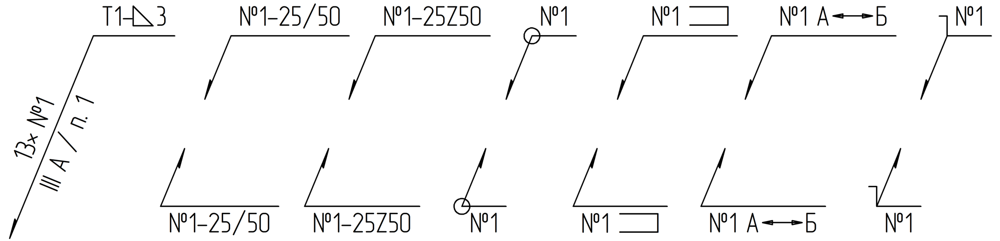 Т1-◺3
№1-25/50
№1-25Z50
№1
№1 ⊐
№1 А↔Б
№1
13× №1
III А / п. 1
№1-25/50
№1-25Z50
№1
№1 ⊐
№1 А↔Б
№1